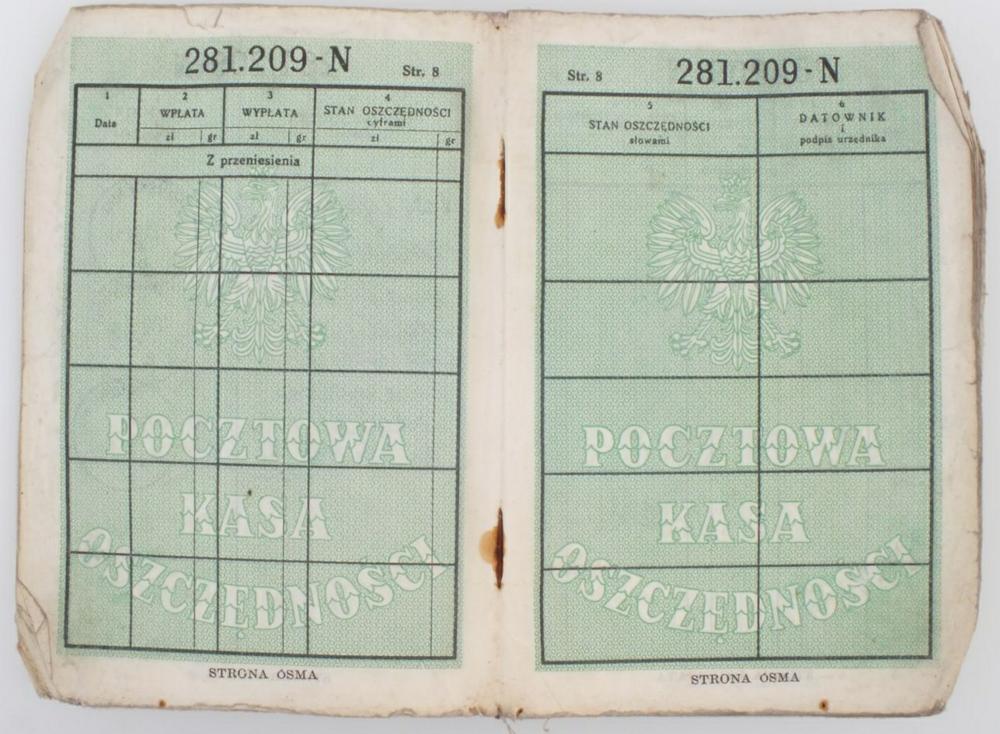 281.209-N
Str. 8
1
Data
2
WPŁATA
zł gr
3
WYPŁATA
zł gr
4
STAN OSZCZĘDNOŚCI
cyframi
zł gr
Z przeniesienia
POCZTOWA
KASA
OSZCZĘDNOŚCI
STRONA ÓSMA
Str. 8
281.209-N
5
STAN OSZCZĘDNOŚCI
słowami
6
DATOWNIK
i
podpis urzędnika
POCZTOWA
KASA
OSZCZĘDNOŚCI
STRONA ÓSMA